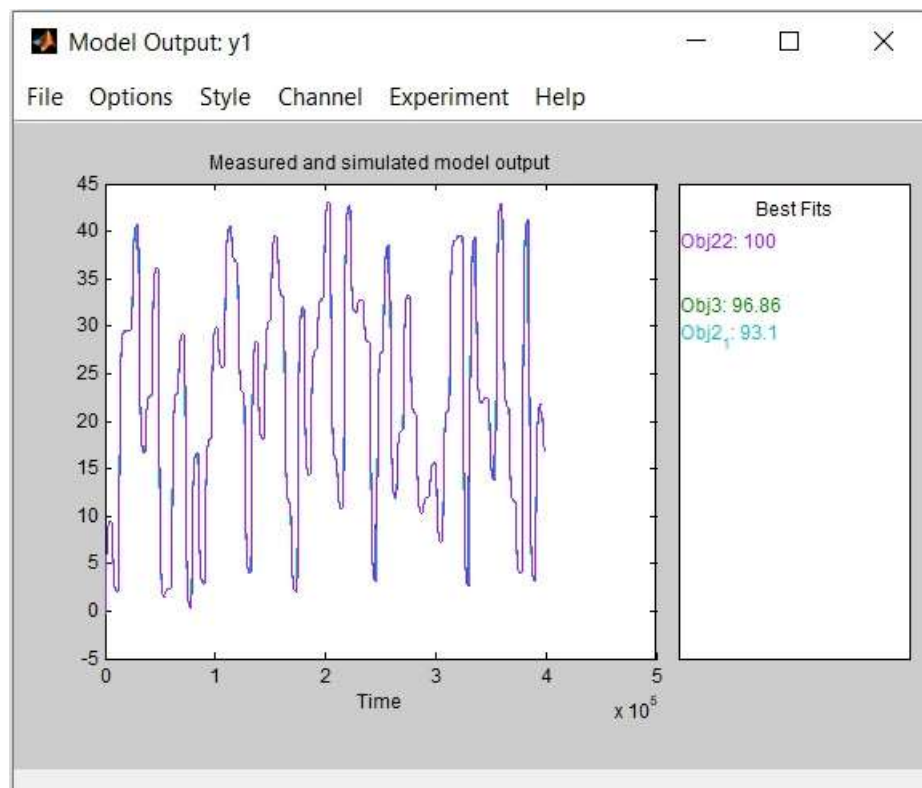 Model Output: y1
File Options Style Channel Experiment Help
Measured and simulated model output
45
40
35
30
25
20
15
10
5
0
-5
0 1 2 3 4 5
Time
x 10^5
Best Fits
Obj22: 100
Obj3: 96.86
Obj2_1: 93.1